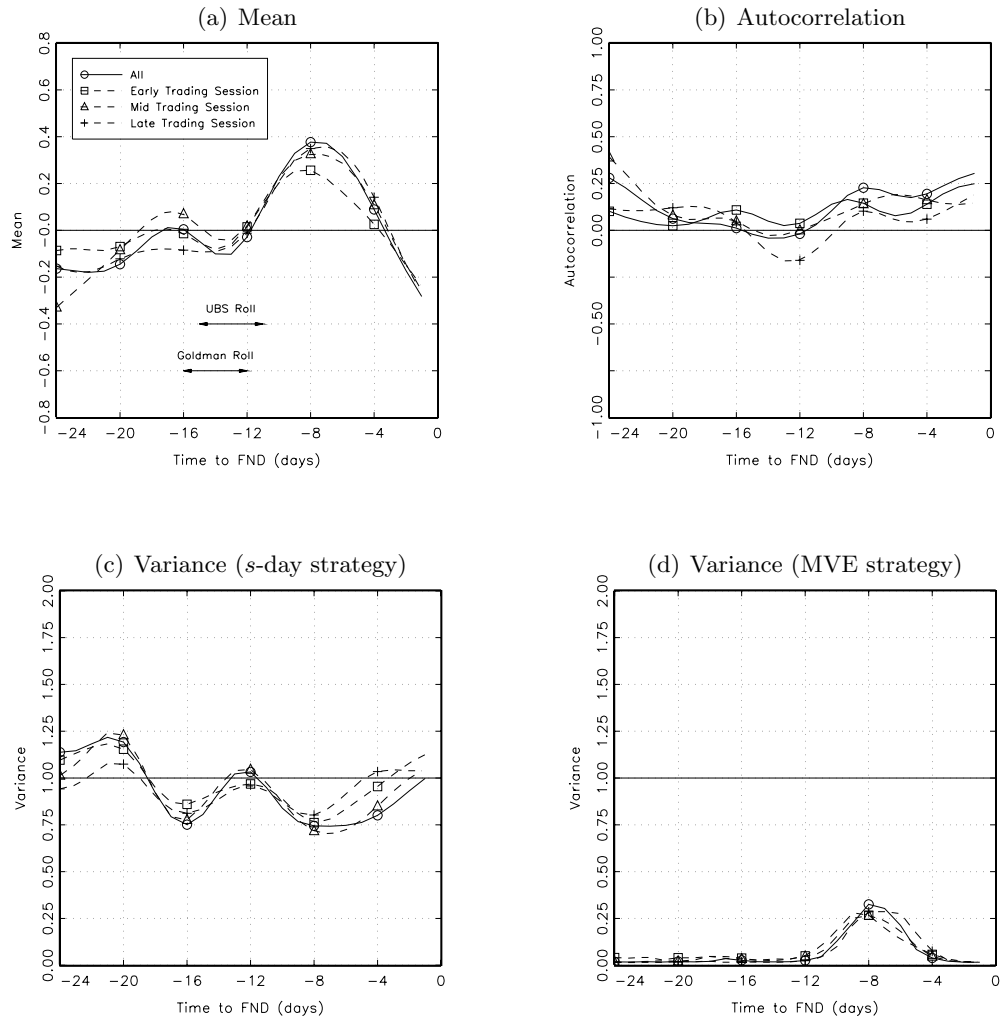 (a) Mean
0.8
0.6
0.4
0.2
0.0
−0.2
−0.4
−0.6
−0.8
Mean
All
Early Trading Session
Mid Trading Session
Late Trading Session
UBS Roll
Goldman Roll
−24 −20 −16 −12 −8 −4 0
Time to FND (days)
(b) Autocorrelation
1.00
0.75
0.50
0.25
0.00
−0.50
−1.00
Autocorrelation
−24 −20 −16 −12 −8 −4 0
Time to FND (days)
(c) Variance (s-day strategy)
2.00
1.75
1.50
1.25
1.00
0.75
0.50
0.25
0.00
Variance
−24 −20 −16 −12 −8 −4 0
Time to FND (days)
(d) Variance (MVE strategy)
2.00
1.75
1.50
1.25
1.00
0.75
0.50
0.25
0.00
Variance
−24 −20 −16 −12 −8 −4 0
Time to FND (days)